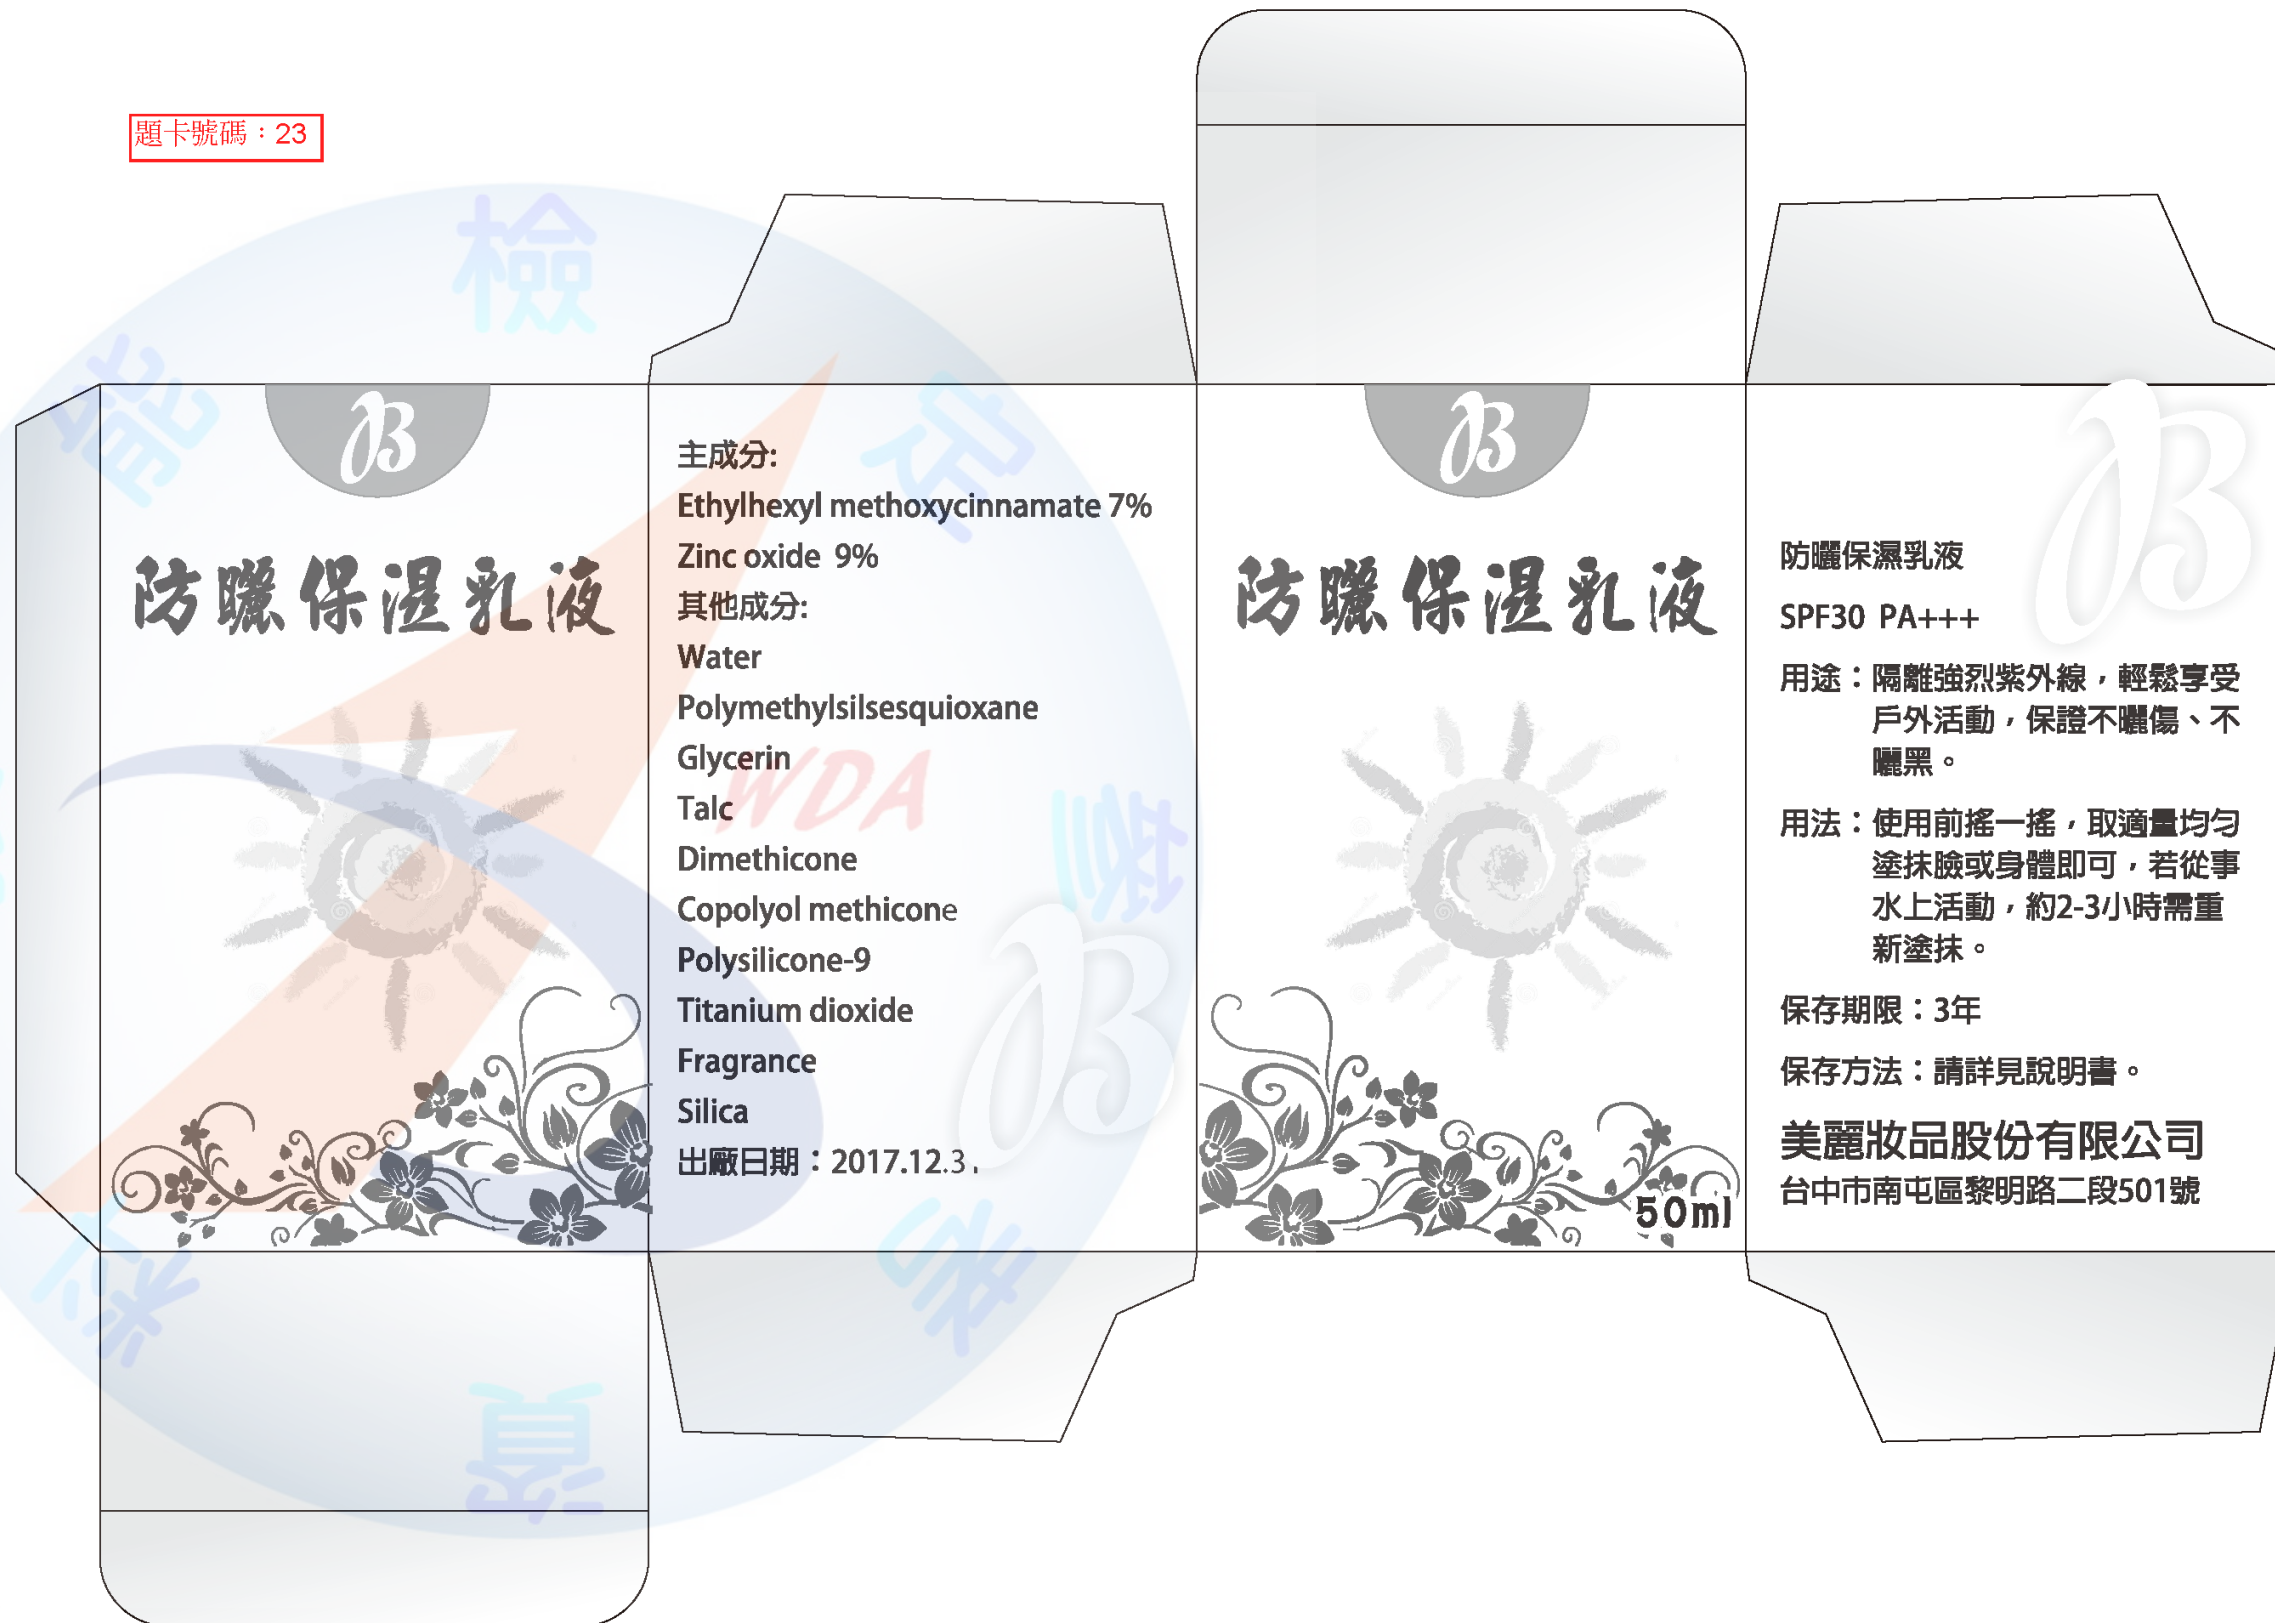 題卡號碼：23
B
防曬保濕乳液
主成分:
Ethylhexyl methoxycinnamate 7%
Zinc oxide 9%
其他成分:
Water
Polymethylsilsesquioxane
Glycerin
Talc
Dimethicone
Copolyol methicone
Polysilicone-9
Titanium dioxide
Fragrance
Silica
出廠日期：2017.12.31
B
B
防曬保濕乳液
50ml
B
防曬保濕乳液
SPF30 PA+++
用途：隔離強烈紫外線，輕鬆享受
戶外活動，保證不曬傷、不
曬黑。
用法：使用前搖一搖，取適量均勻
塗抹臉或身體即可，若從事
水上活動，約2-3小時需重
新塗抹。
保存期限：3年
保存方法：請詳見說明書。
美麗妝品股份有限公司
台中市南屯區黎明路二段501號
WDA
能
檢
定